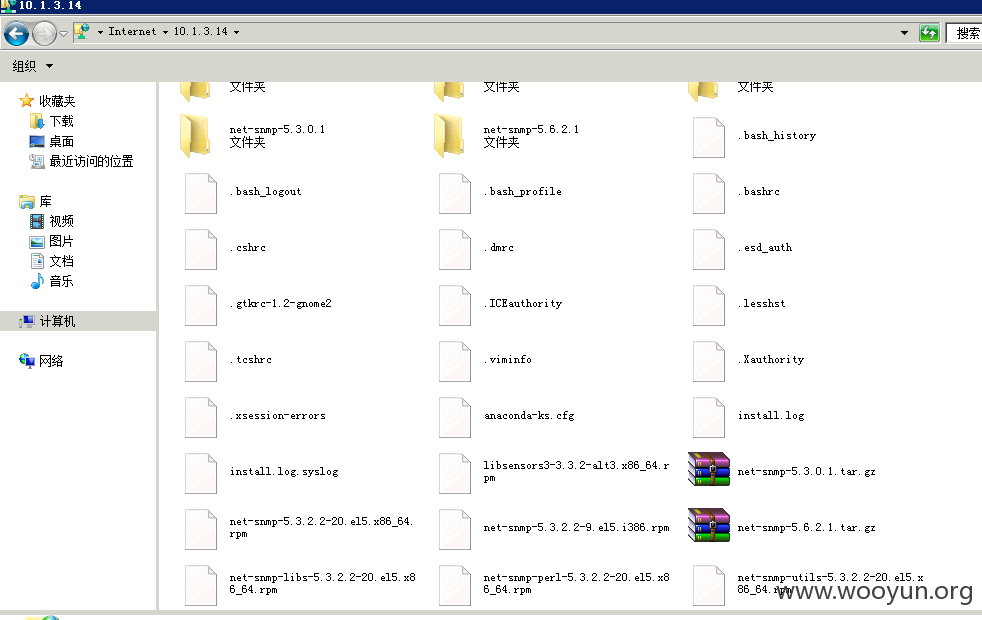 10.1.3.14
Internet 10.1.3.14
搜索
组织
收藏夹
下载
桌面
最近访问的位置
库
视频
图片
文档
音乐
计算机
网络
文件夹
文件夹
文件夹
net-snmp-5.3.0.1
文件夹
net-snmp-5.6.2.1
文件夹
.bash_history
.bash_logout
.bash_profile
.bashrc
.cshrc
.dmrc
.esd_auth
.gtkrc-1.2-gnome2
.ICEauthority
.lesshst
.tcshrc
.viminfo
.Xauthority
.xsession-errors
anaconda-ks.cfg
install.log
install.log.syslog
libsensors3-3.3.2-alt3.x86_64.r
pm
net-snmp-5.3.0.1.tar.gz
net-snmp-5.3.2.2-20.el5.x86_64.
rpm
net-snmp-5.3.2.2-9.el5.i386.rpm
net-snmp-5.6.2.1.tar.gz
net-snmp-libs-5.3.2.2-20.el5.x8
6_64.rpm
net-snmp-perl-5.3.2.2-20.el5.x8
6_64.rpm
net-snmp-utils-5.3.2.2-20.el5.x
86_64.rpm
www.wooyun.org